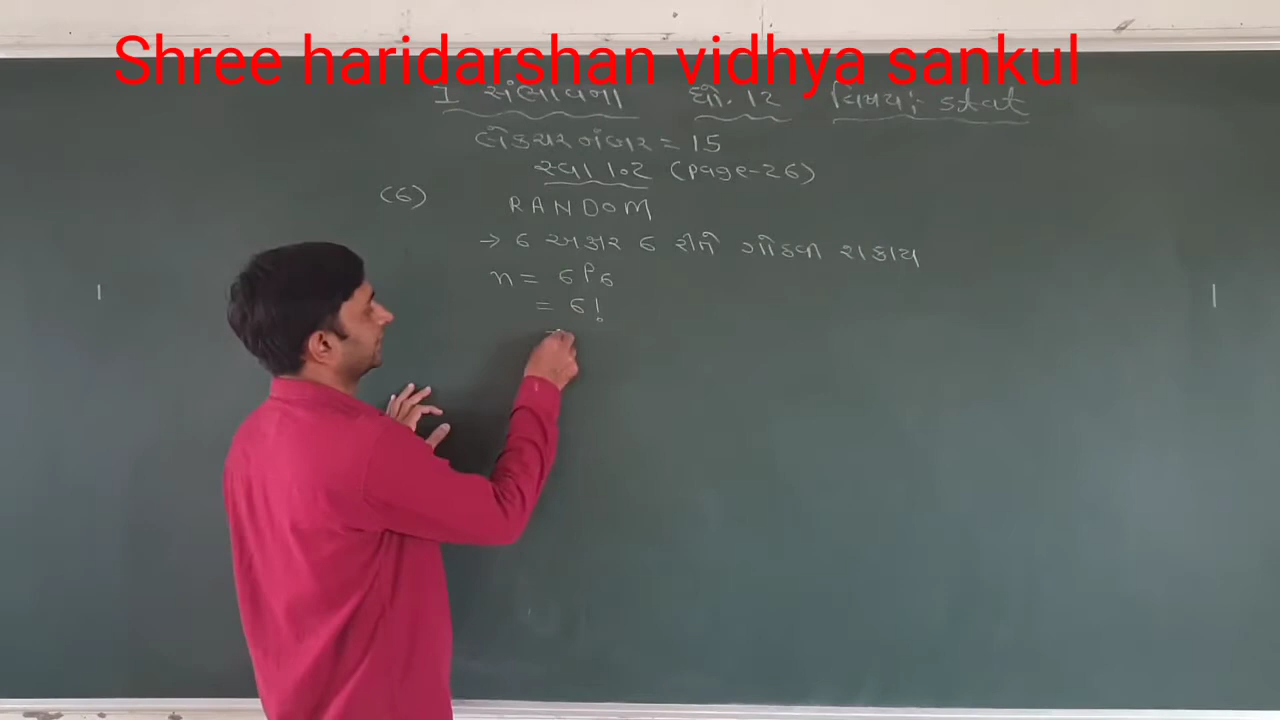 Shree haridarshan vidhya sankul
1 સંભાવના ધો. 12 વિષય: stat
લેકચર નંબર = 15
સ્વા 1.2 (page-26)
(6) RANDOM
→ 6 અક્ષર 6 રીતે ગોઠવી શકાય
n = 6P6
= 6!